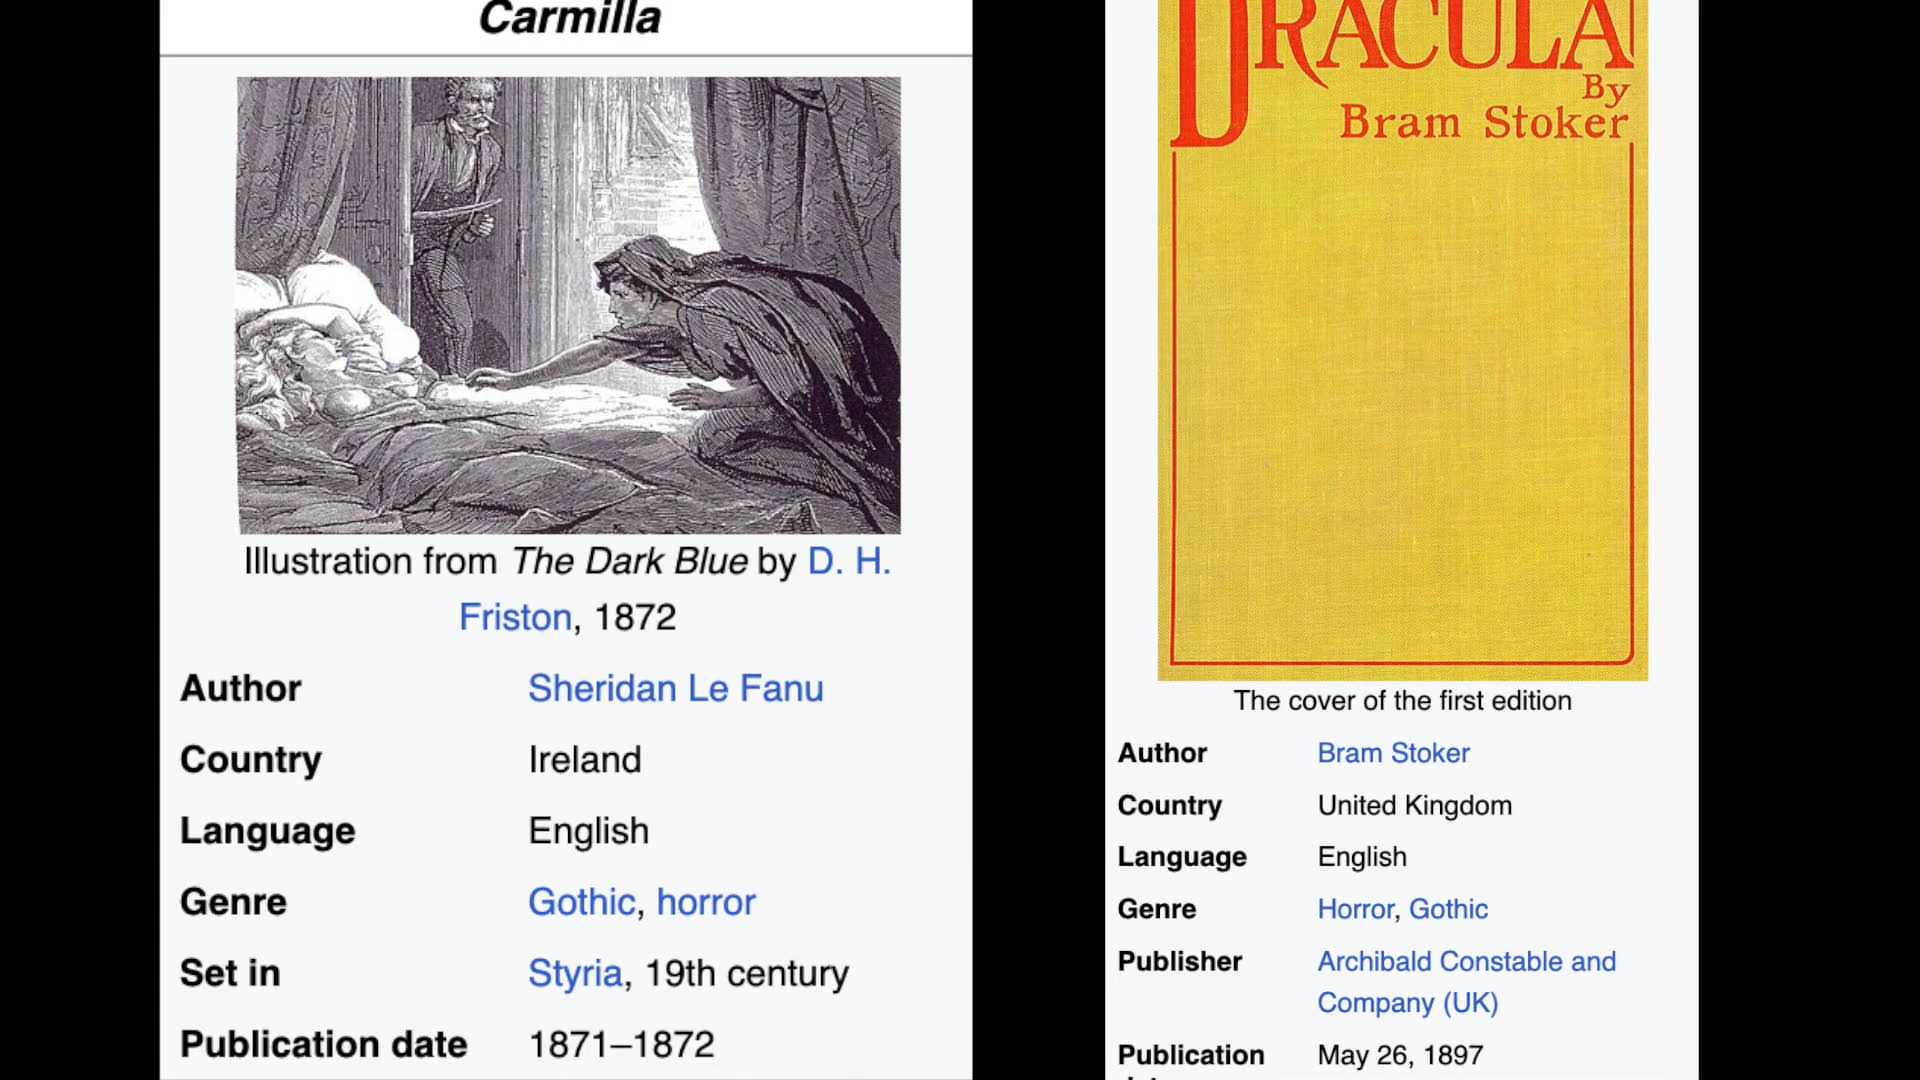 Carmilla
Illustration from The Dark Blue by D. H.
Friston, 1872
Author Sheridan Le Fanu
Country Ireland
Language English
Genre Gothic, horror
Set in Styria, 19th century
Publication date 1871–1872
DRACULA
By
Bram Stoker
The cover of the first edition
Author Bram Stoker
Country United Kingdom
Language English
Genre Horror, Gothic
Publisher Archibald Constable and
Company (UK)
Publication May 26, 1897